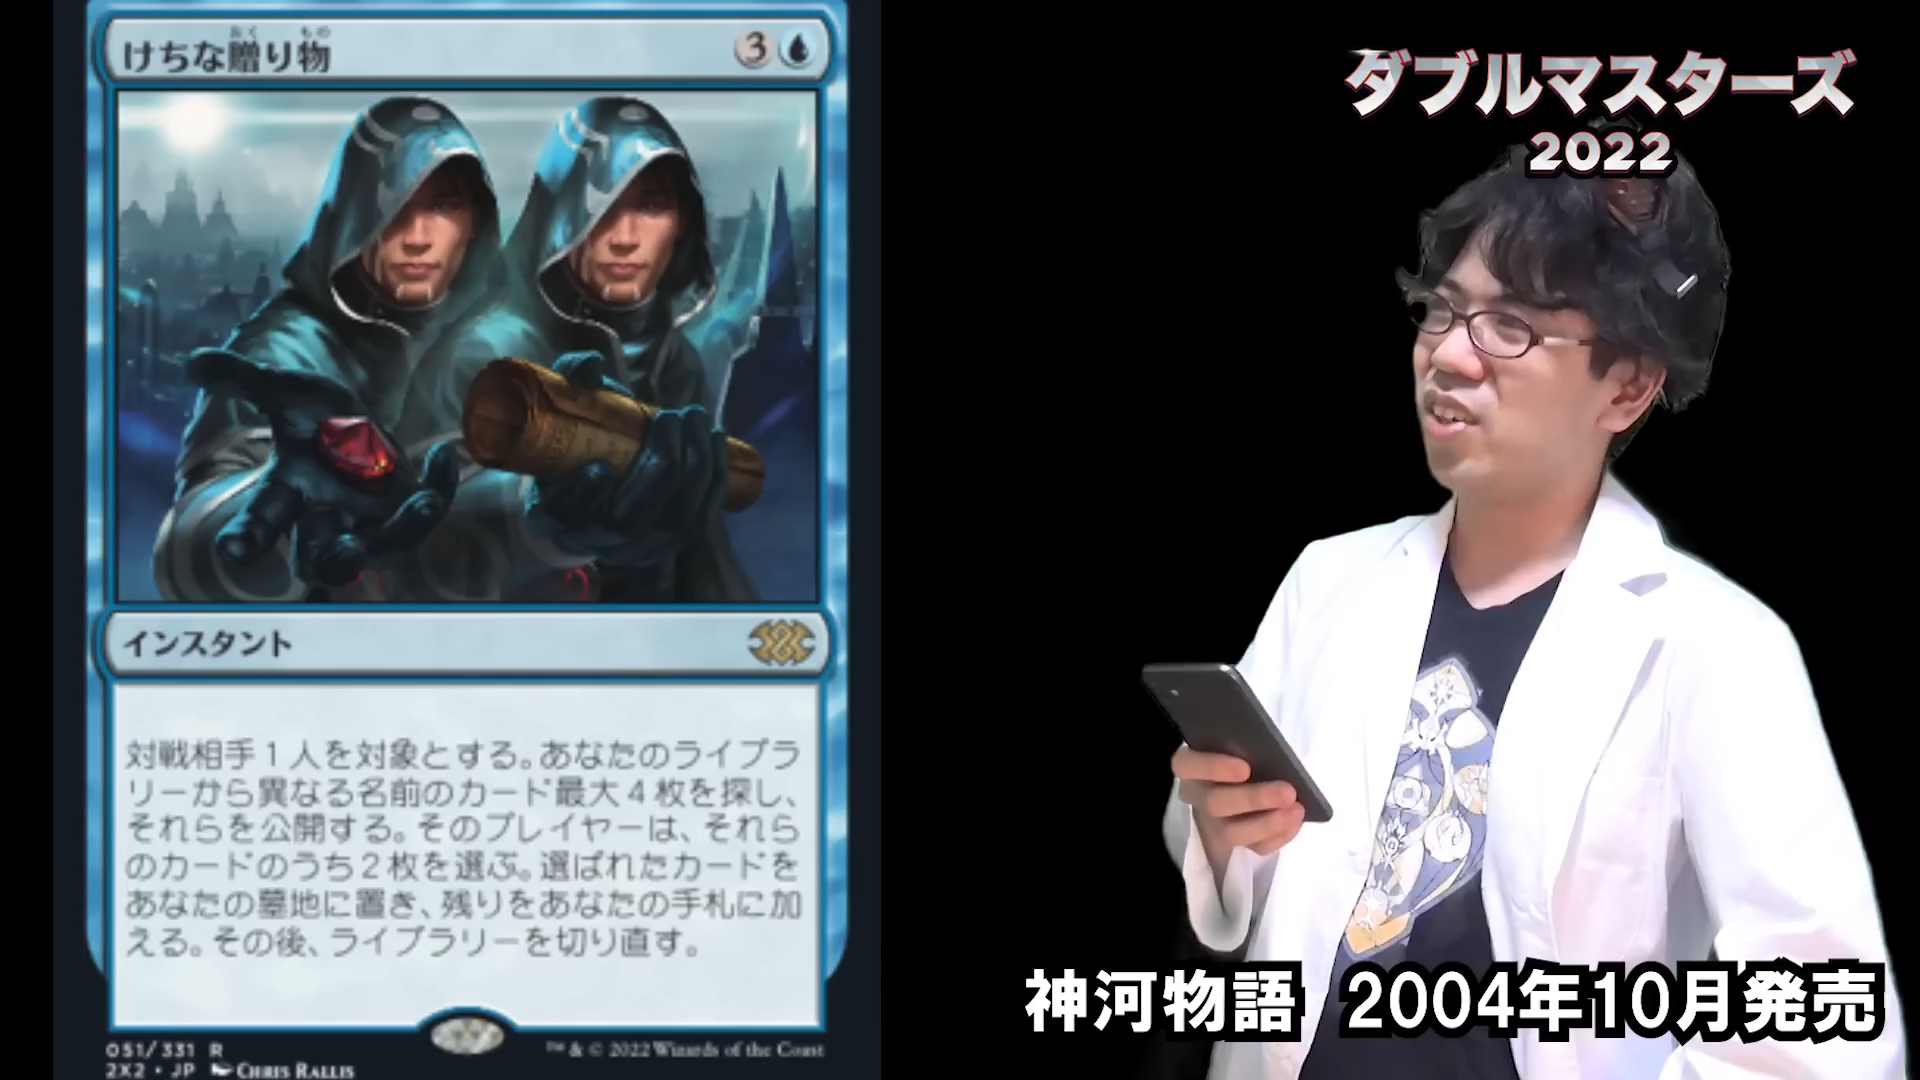 けちな贈り物
おく
もの
3
ダブルマスターズ
2022
インスタント
対戦相手1人を対象とする。あなたのライブラ
リーから異なる名前のカード最大4枚を探し、
それらを公開する。そのプレイヤーは、それら
のカードのうち2枚を選ぶ。選ばれたカードを
あなたの墓地に置き、残りをあなたの手札に加
える。その後、ライブラリーを切り直す。
051/331 R
2X2 • JP CHRIS RALLIS
™ & © 2022 Wizards of the Coast
神河物語 2004年10月発売